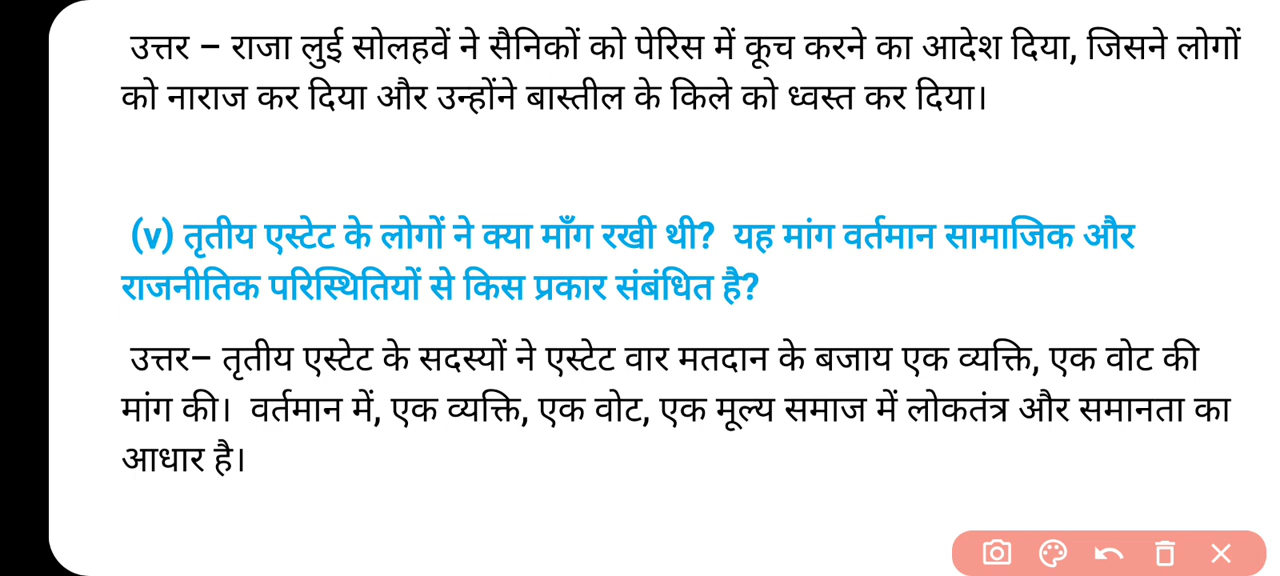 उत्तर – राजा लुई सोलहवें ने सैनिकों को पेरिस में कूच करने का आदेश दिया, जिसने लोगों
को नाराज कर दिया और उन्होंने बास्तील के किले को ध्वस्त कर दिया।
(v) तृतीय एस्टेट के लोगों ने क्या माँग रखी थी? यह मांग वर्तमान सामाजिक और
राजनीतिक परिस्थितियों से किस प्रकार संबंधित है?
उत्तर– तृतीय एस्टेट के सदस्यों ने एस्टेट वार मतदान के बजाय एक व्यक्ति, एक वोट की
मांग की। वर्तमान में, एक व्यक्ति, एक वोट, एक मूल्य समाज में लोकतंत्र और समानता का
आधार है।